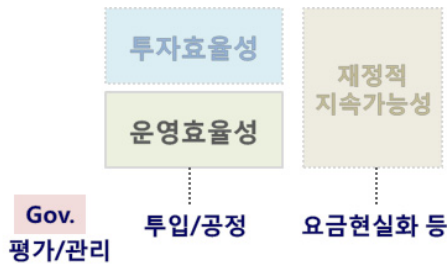 투자효율성
재정적
지속가능성
운영효율성
Gov.
평가/관리
투입/공정
요금현실화 등